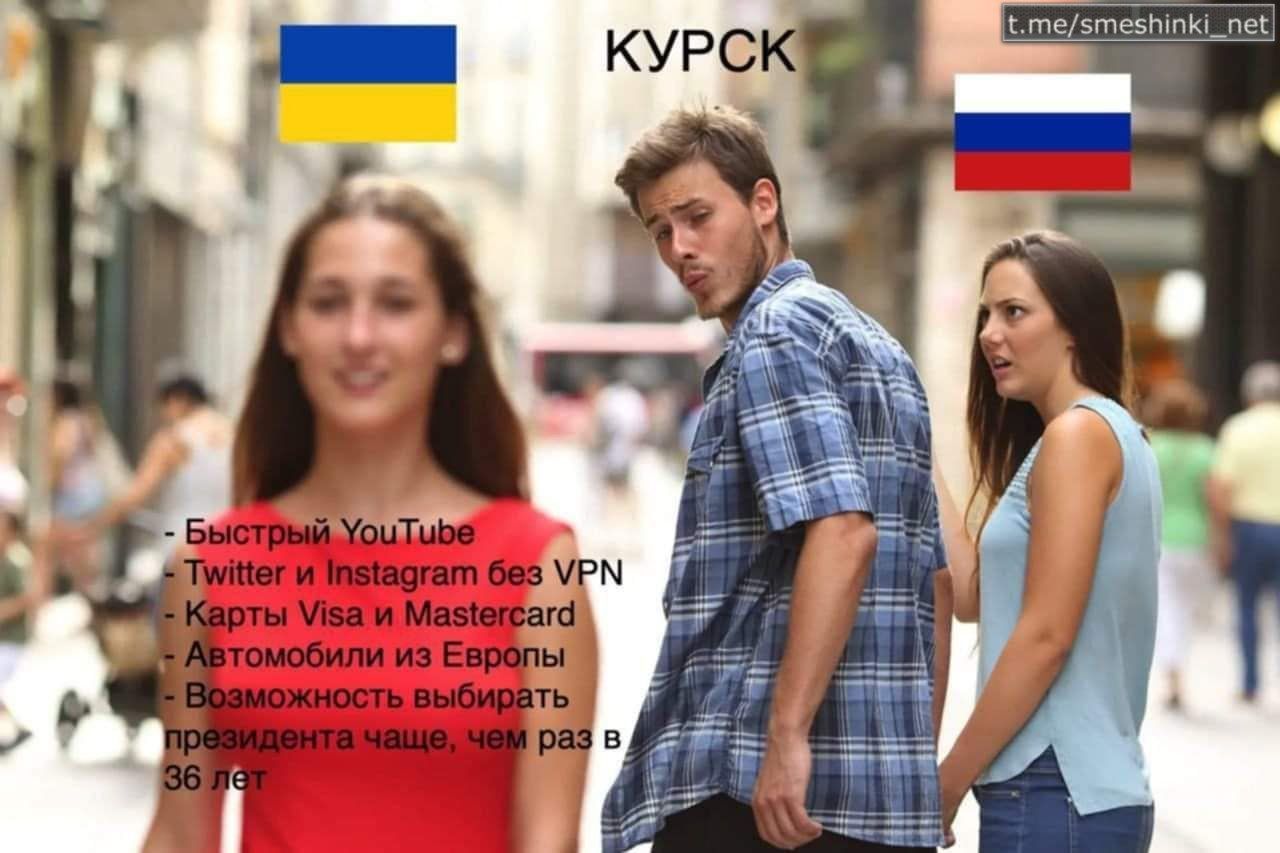 t.me/smeshinki_net
КУРСК
- Быстрый YouTube
- Twitter и Instagram без VPN
- Карты Visa и Mastercard
- Автомобили из Европы
- Возможность выбирать
президента чаще, чем раз в
36 лет